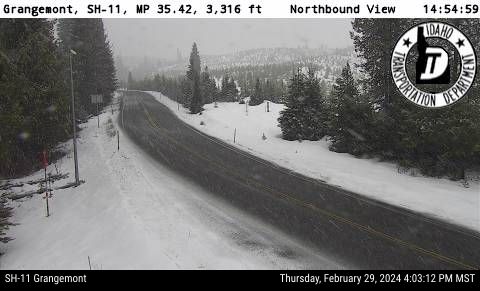 Grangemont, SH-11, MP 35.42, 3,316 ft Northbound View 14:54:59
IDAHO
TRANSPORTATION DEPARTMENT
SH-11 Grangemont Thursday, February 29, 2024 4:03:12 PM MST